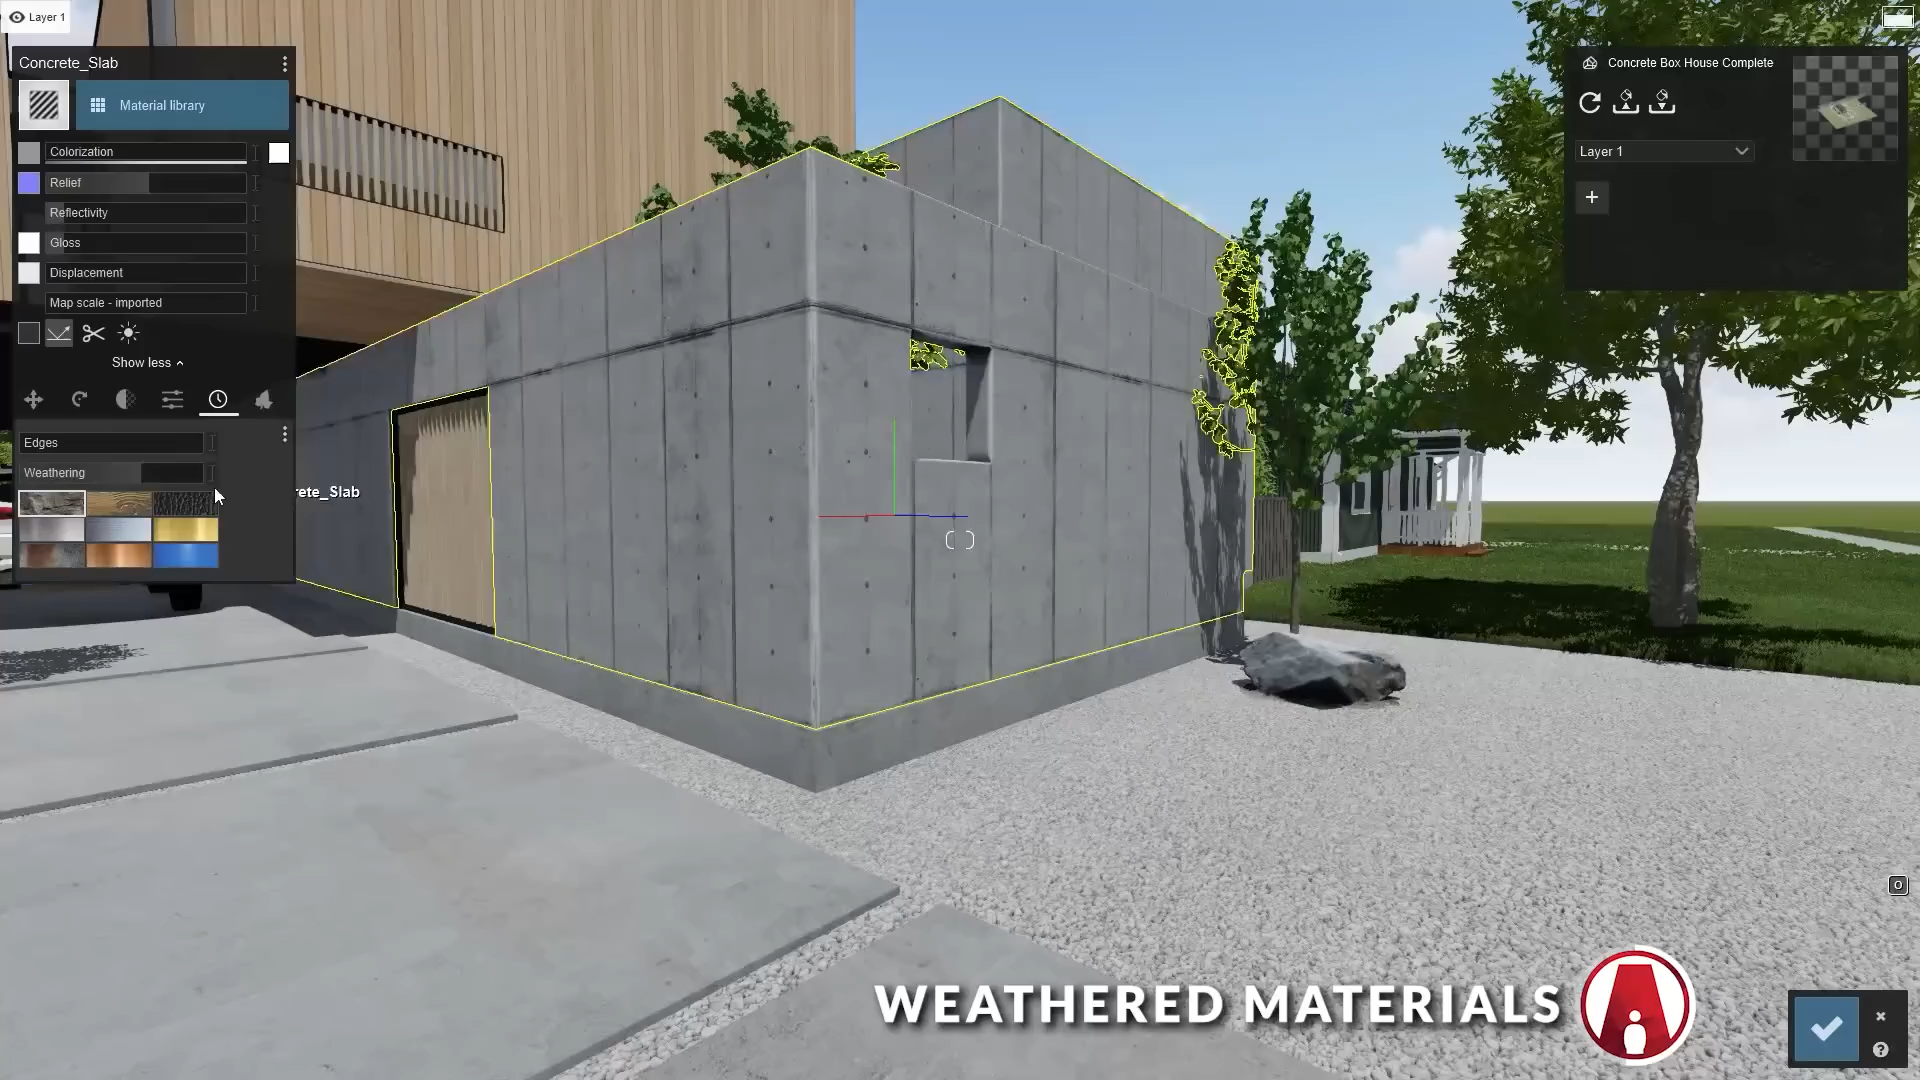 Layer 1
Concrete_Slab
Material library
Colorization
Relief
Reflectivity
Gloss
Displacement
Map scale - imported
Show less
Edges
Weathering
rete_Slab
Concrete Box House Complete
Layer 1
O
WEATHERED MATERIALS